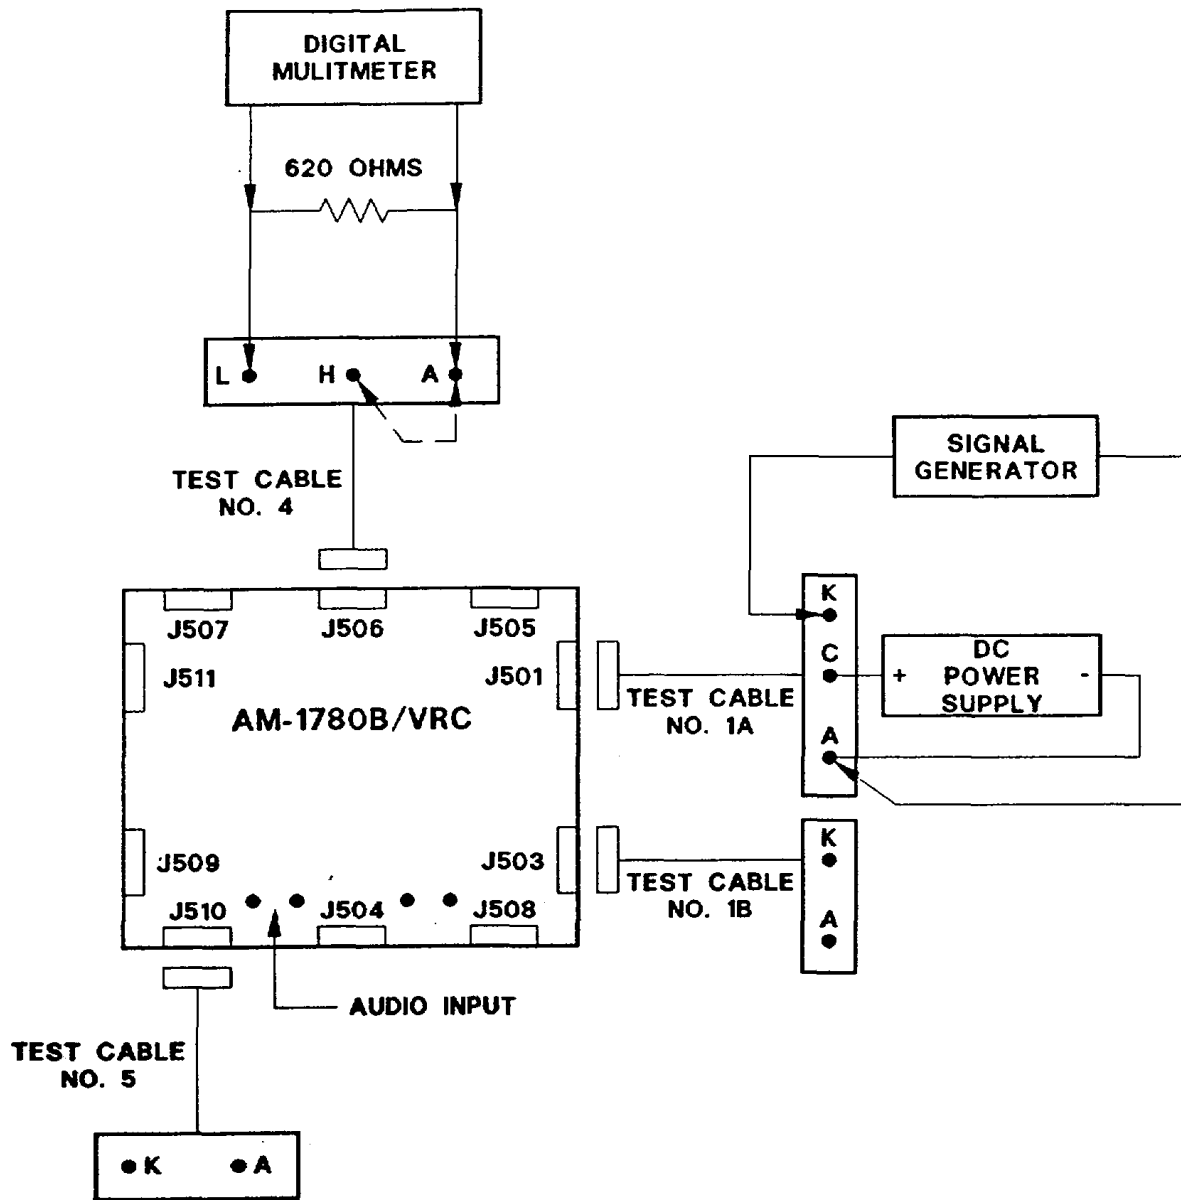 DIGITAL
MULITMETER
620 OHMS
L H A
TEST CABLE
NO. 4
SIGNAL
GENERATOR
J507 J506 J505
J511 J501
AM-1780B/VRC
J509 J503
J510 J504 J508
TEST CABLE
NO. 1A
K
C
A
+ DC -
POWER
SUPPLY
TEST CABLE
NO. 1B
K
A
AUDIO INPUT
TEST CABLE
NO. 5
K A